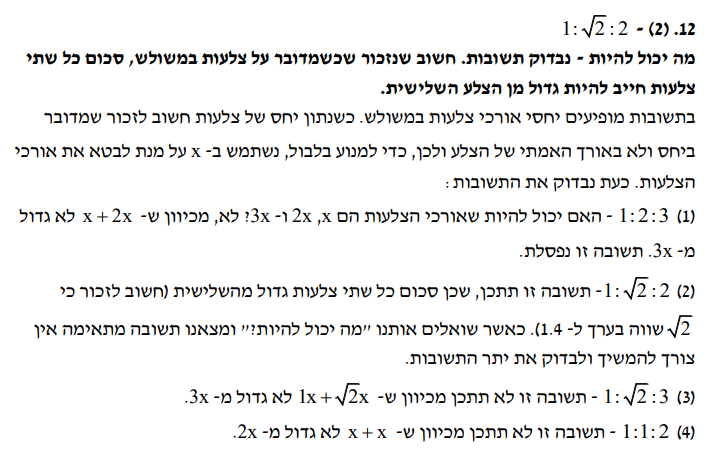 12. (2) - 1:√2:2
מה יכול להיות - נבדוק תשובות. חשוב שנזכור שכשמדובר על צלעות במשולש, סכום כל שתי
צלעות חייב להיות גדול מן הצלע השלישית.
בתשובות מופיעים יחסי אורכי צלעות במשולש. כשנתון יחס של צלעות חשוב לזכור שמדובר
ביחס ולא באורך האמתי של הצלע ולכן, כדי למנוע בלבול, נשתמש ב- x על מנת לבטא את אורכי
הצלעות. כעת נבדוק את התשובות:
(1) 1:2:3 - האם יכול להיות שאורכי הצלעות הם x, 2x ו- 3x? לא, מכיוון ש- x + 2x לא גדול
מ- 3x. תשובה זו נפסלת.
(2) 1:√2:2- תשובה זו תתכן, שכן סכום כל שתי צלעות גדול מהשלישית (חשוב לזכור כי
√2 שווה בערך ל- 1.4). כאשר שואלים אותנו "מה יכול להיות?" ומצאנו תשובה מתאימה אין
צורך להמשיך ולבדוק את יתר התשובות.
(3) 1:√2:3 - תשובה זו לא תתכן מכיוון ש- 1x + √2x לא גדול מ- 3x.
(4) 1:1:2 - תשובה זו לא תתכן מכיוון ש- x + x לא גדול מ- 2x.